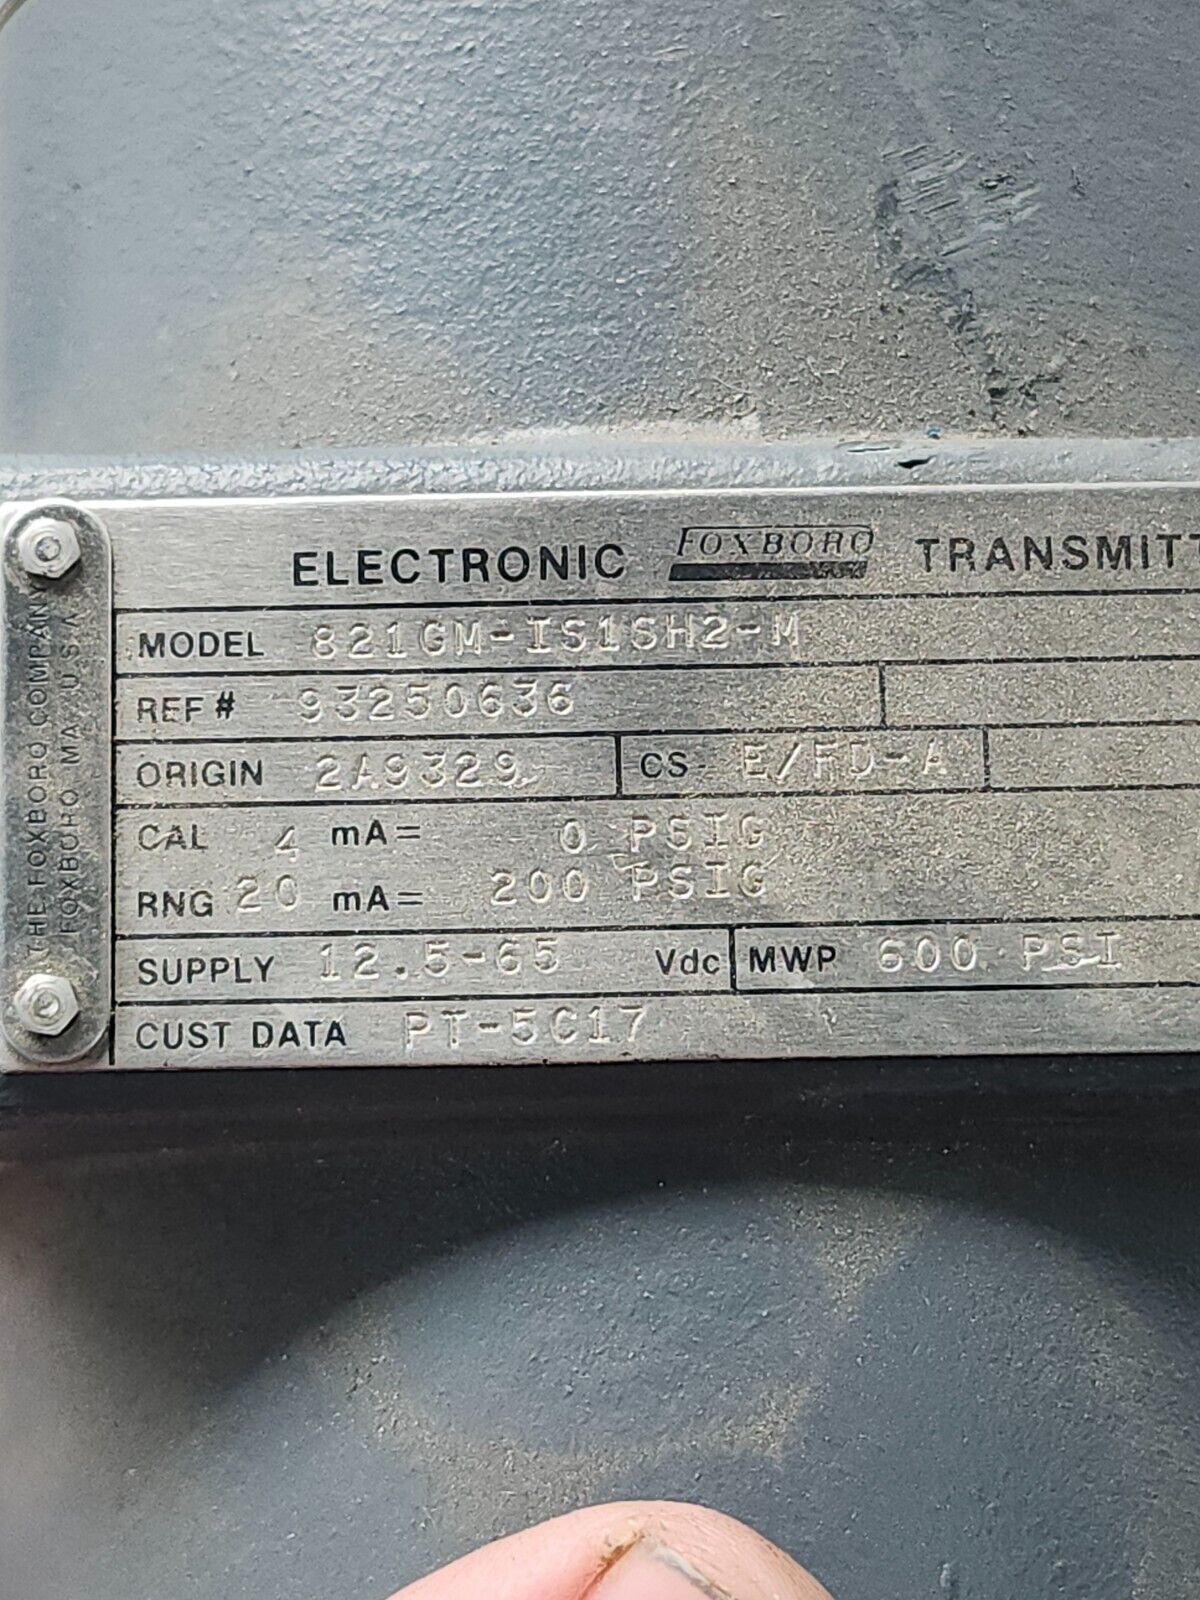 ELECTRONIC FOXBORO TRANSMITT
MODEL 821GM-IS1SH2-M
REF# 93250636
ORIGIN 2A9329 CS E/FD-A
CAL 4 mA= 0 PSIG
RNG 20 mA= 200 PSIG
SUPPLY 12.5-65 Vdc MWP 600 PSI
CUST DATA PT-5C17
THE FOXBORO COMPANY
FOXBORO MA. U.S.A.